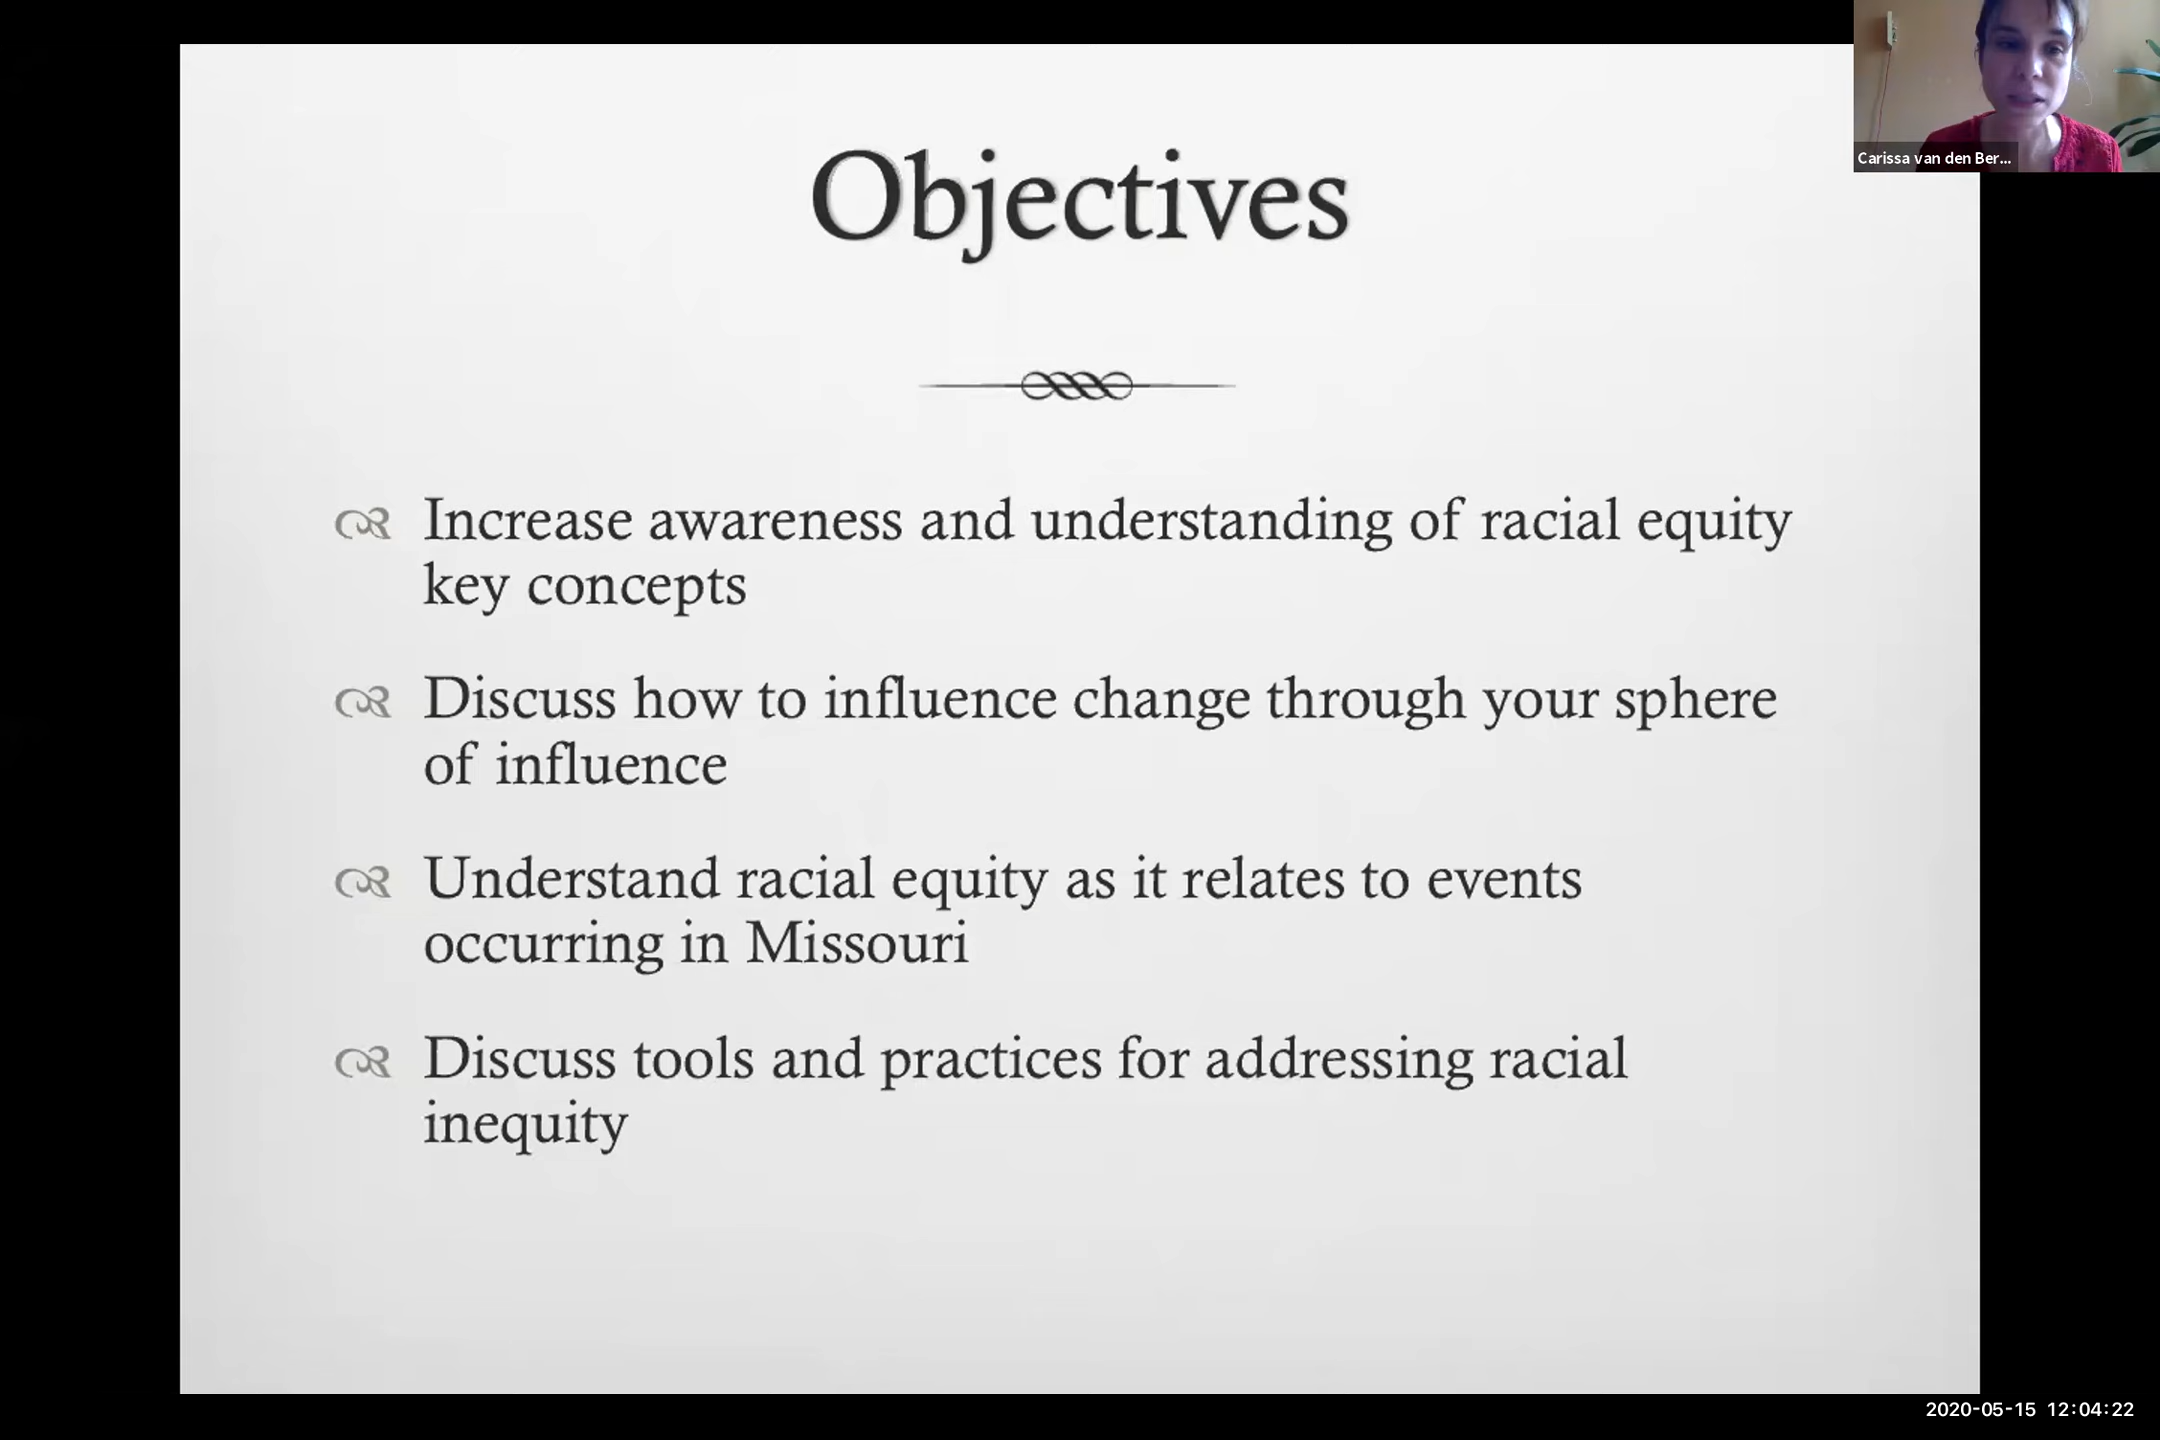 Carissa van den Ber...
Objectives
Increase awareness and understanding of racial equity
key concepts
Discuss how to influence change through your sphere
of influence
Understand racial equity as it relates to events
occurring in Missouri
Discuss tools and practices for addressing racial
inequity
2020-05-15 12:04:22